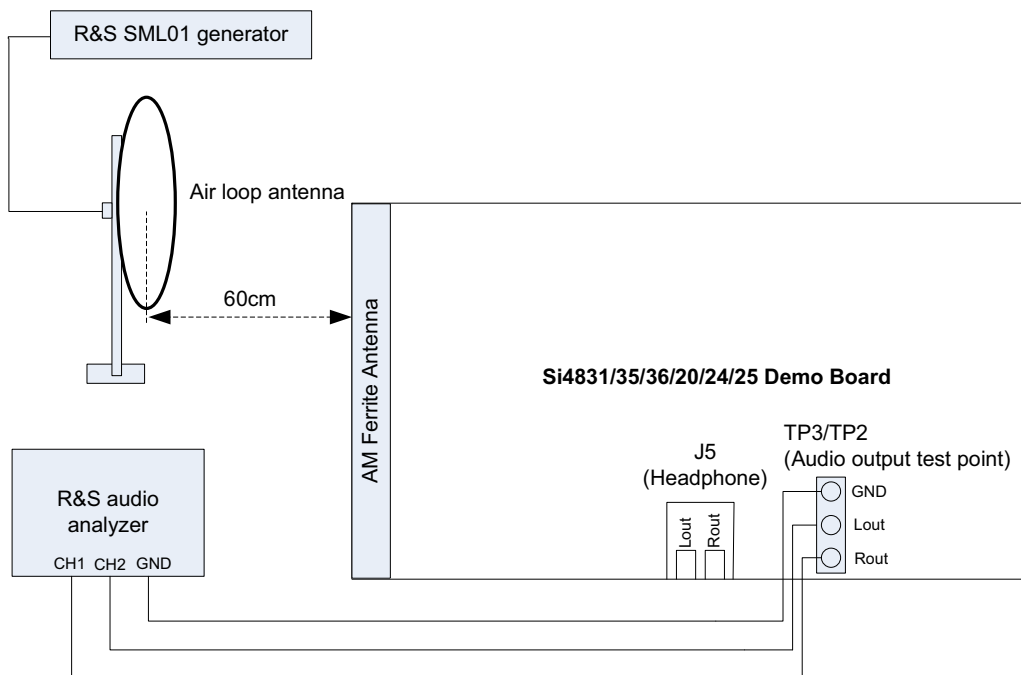 R&S SML01 generator
Air loop antenna
60cm
AM Ferrite Antenna
Si4831/35/36/20/24/25 Demo Board
TP3/TP2
(Audio output test point)
J5
(Headphone)
Lout
Rout
GND
Lout
Rout
R&S audio
analyzer
CH1 CH2 GND